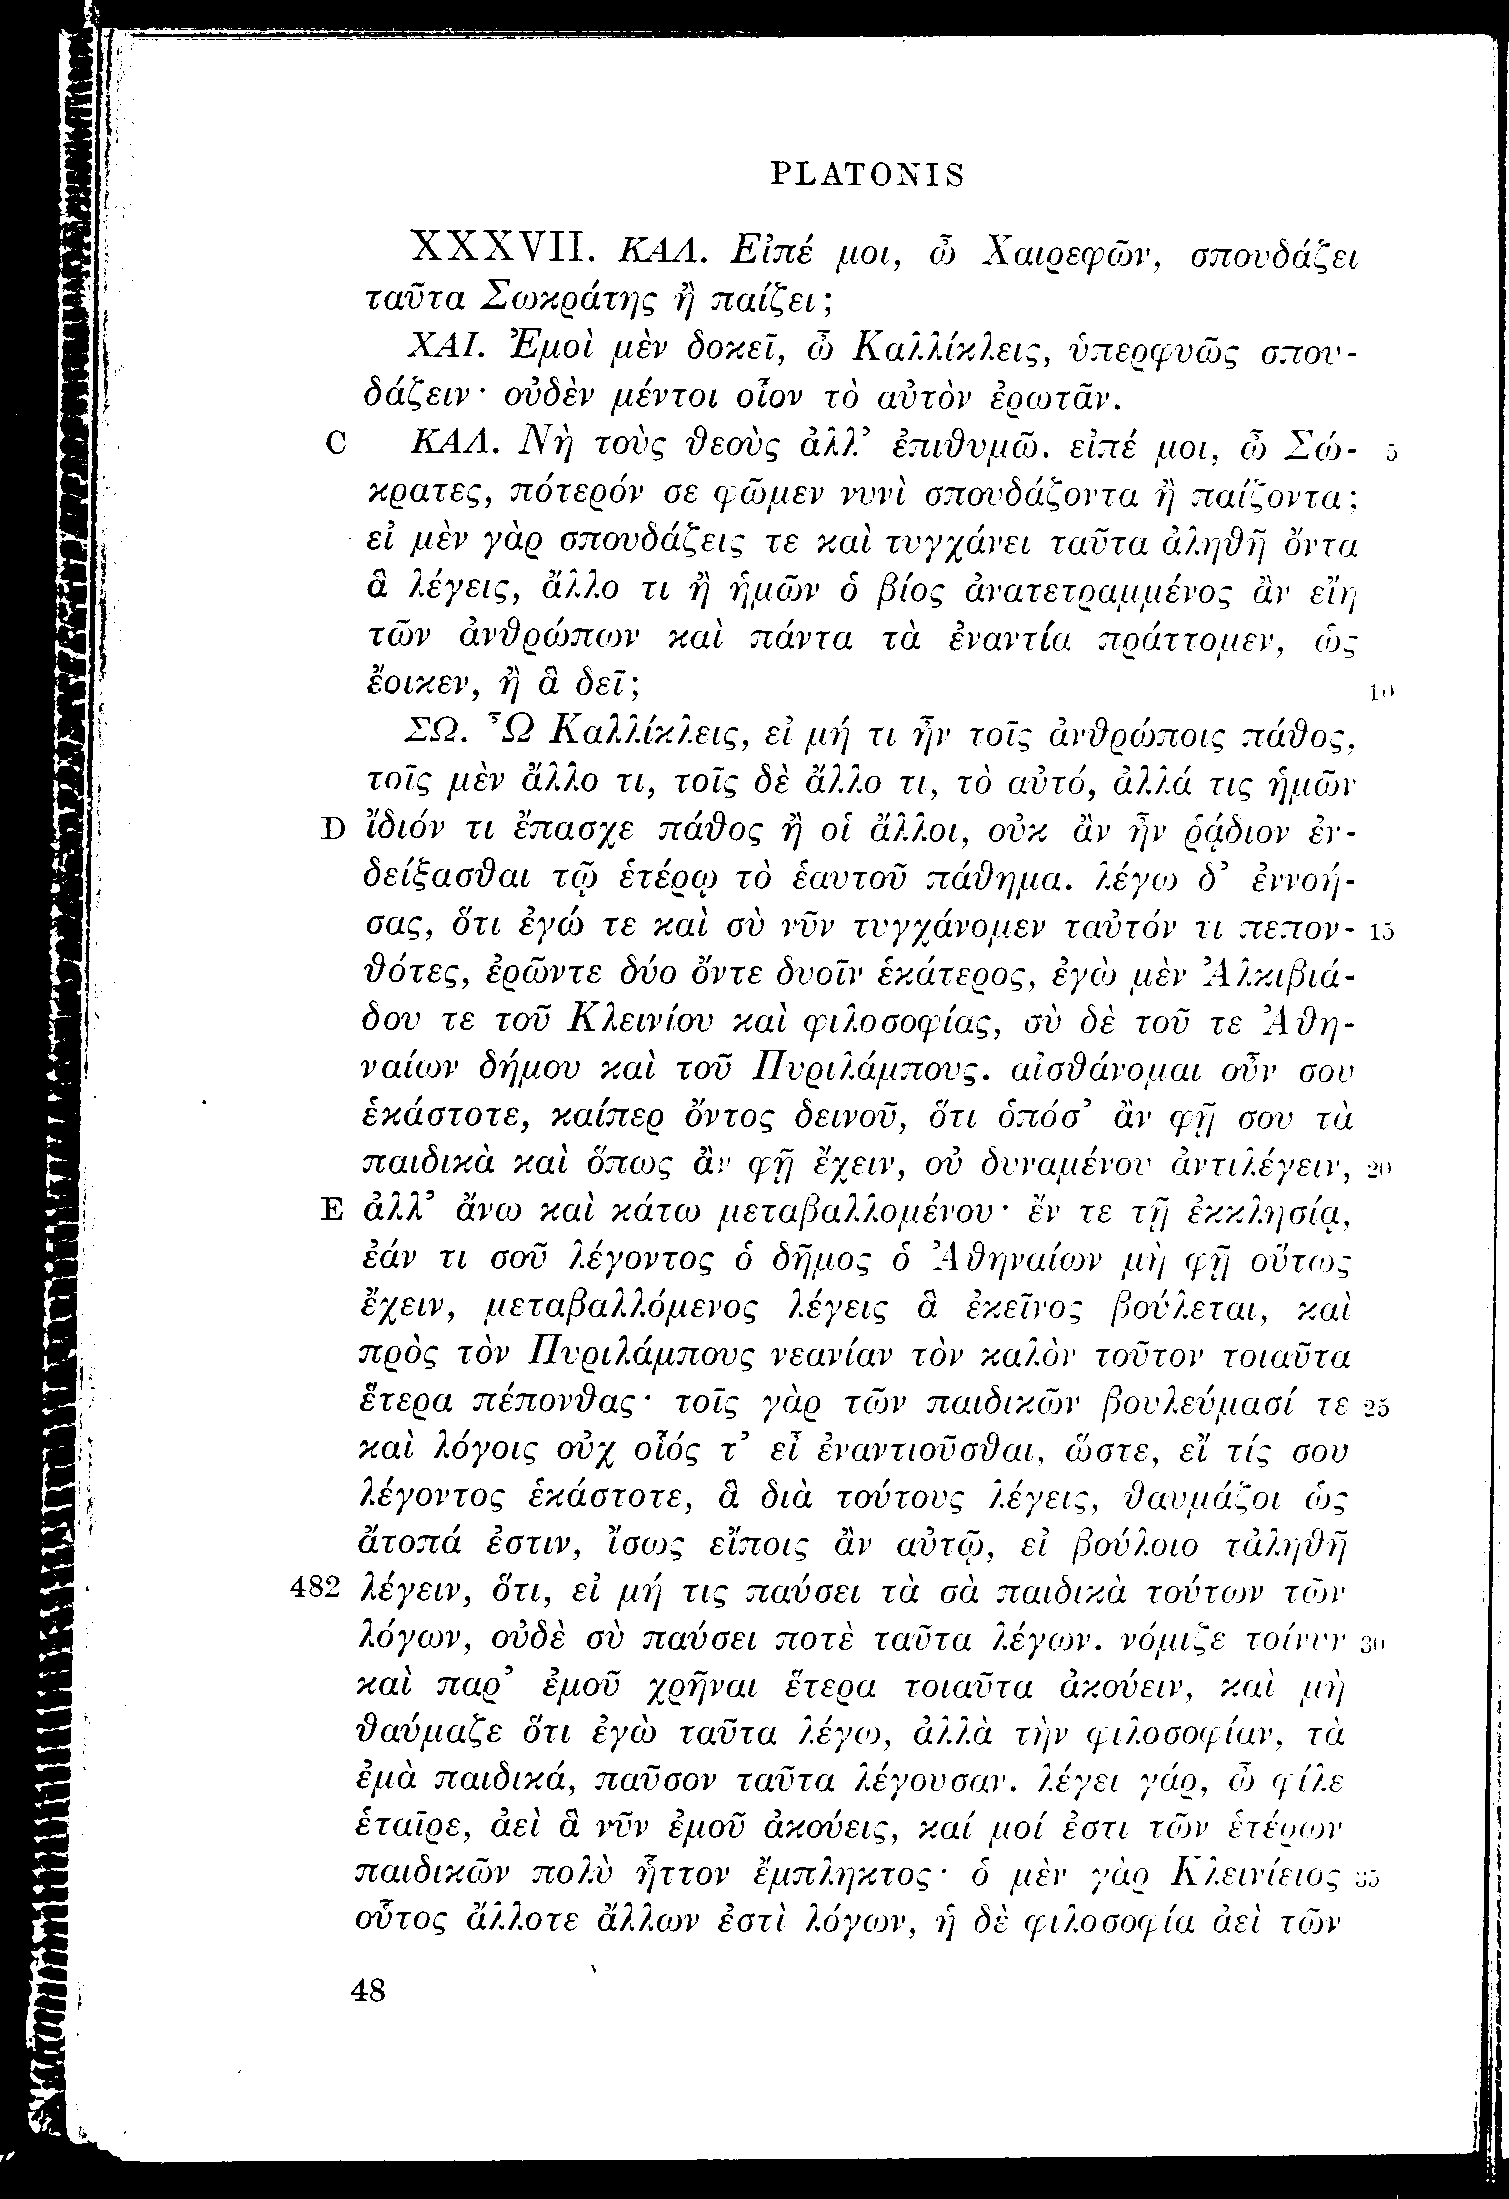 PLATONIS
XXXVII. ΚΑΛ. Εἰπέ μοι, ὦ Χαιρεφῶν, σπουδάζει
ταῦτα Σωκράτης ἢ παίζει;
ΧΑΙ. Ἐμοὶ μὲν δοκεῖ, ὦ Καλλίκλεις, ὑπερφυῶς σπου-
δάζειν· οὐδὲν μέντοι οἷον τὸ αὐτὸν ἐρωτᾶν.
C ΚΑΛ. Νὴ τοὺς θεοὺς ἀλλ’ ἐπιθυμῶ. εἰπέ μοι, ὦ Σώ- 5
κρατες, πότερόν σε φῶμεν νυνὶ σπουδάζοντα ἢ παίζοντα;
εἰ μὲν γὰρ σπουδάζεις τε καὶ τυγχάνει ταῦτα ἀληθῆ ὄντα
ἃ λέγεις, ἄλλο τι ἢ ἡμῶν ὁ βίος ἀνατετραμμένος ἂν εἴη
τῶν ἀνθρώπων καὶ πάντα τὰ ἐναντία πράττομεν, ὡς
ἔοικεν, ἢ ἃ δεῖ; 10
ΣΩ. Ὦ Καλλίκλεις, εἰ μή τι ἦν τοῖς ἀνθρώποις πάθος,
τοῖς μὲν ἄλλο τι, τοῖς δὲ ἄλλο τι, τὸ αὐτό, ἀλλά τις ἡμῶν
D ἴδιόν τι ἔπασχε πάθος ἢ οἱ ἄλλοι, οὐκ ἂν ἦν ῥᾴδιον ἐν-
δείξασθαι τῷ ἑτέρῳ τὸ ἑαυτοῦ πάθημα. λέγω δ’ ἐννοή-
σας, ὅτι ἐγώ τε καὶ σὺ νῦν τυγχάνομεν ταὐτόν τι πεπον- 15
θότες, ἐρῶντε δύο ὄντε δυοῖν ἑκάτερος, ἐγὼ μὲν Ἀλκιβιά-
δου τε τοῦ Κλεινίου καὶ φιλοσοφίας, σὺ δὲ τοῦ τε Ἀθη-
ναίων δήμου καὶ τοῦ Πυριλάμπους. αἰσθάνομαι οὖν σου
ἑκάστοτε, καίπερ ὄντος δεινοῦ, ὅτι ὁπόσ’ ἂν φῇ σου τὰ
παιδικὰ καὶ ὅπως ἂν φῇ ἔχειν, οὐ δυναμένου ἀντιλέγειν, 20
E ἀλλ’ ἄνω καὶ κάτω μεταβαλλομένου· ἔν τε τῇ ἐκκλησίᾳ,
ἐάν τι σοῦ λέγοντος ὁ δῆμος ὁ Ἀθηναίων μὴ φῇ οὕτως
ἔχειν, μεταβαλλόμενος λέγεις ἃ ἐκεῖνος βούλεται, καὶ
πρὸς τὸν Πυριλάμπους νεανίαν τὸν καλὸν τοῦτον τοιαῦτα
ἕτερα πέπονθας· τοῖς γὰρ τῶν παιδικῶν βουλεύμασί τε 25
καὶ λόγοις οὐχ οἷός τ’ εἶ ἐναντιοῦσθαι, ὥστε, εἴ τίς σου
λέγοντος ἑκάστοτε, ἃ διὰ τούτους λέγεις, θαυμάζοι ὡς
ἄτοπά ἐστιν, ἴσως εἴποις ἂν αὐτῷ, εἰ βούλοιο τἀληθῆ
482 λέγειν, ὅτι, εἰ μή τις παύσει τὰ σὰ παιδικὰ τούτων τῶν
λόγων, οὐδὲ σὺ παύσει ποτὲ ταῦτα λέγων. νόμιζε τοίνυν 30
καὶ παρ’ ἐμοῦ χρῆναι ἕτερα τοιαῦτα ἀκούειν, καὶ μὴ
θαύμαζε ὅτι ἐγὼ ταῦτα λέγω, ἀλλὰ τὴν φιλοσοφίαν, τὰ
ἐμὰ παιδικά, παῦσον ταῦτα λέγουσαν. λέγει γάρ, ὦ φίλε
ἑταῖρε, ἀεὶ ἃ νῦν ἐμοῦ ἀκούεις, καί μοί ἐστι τῶν ἑτέρων
παιδικῶν πολὺ ἧττον ἔμπληκτος· ὁ μὲν γὰρ Κλεινίειος 35
οὗτος ἄλλοτε ἄλλων ἐστὶ λόγων, ἡ δὲ φιλοσοφία ἀεὶ τῶν
48